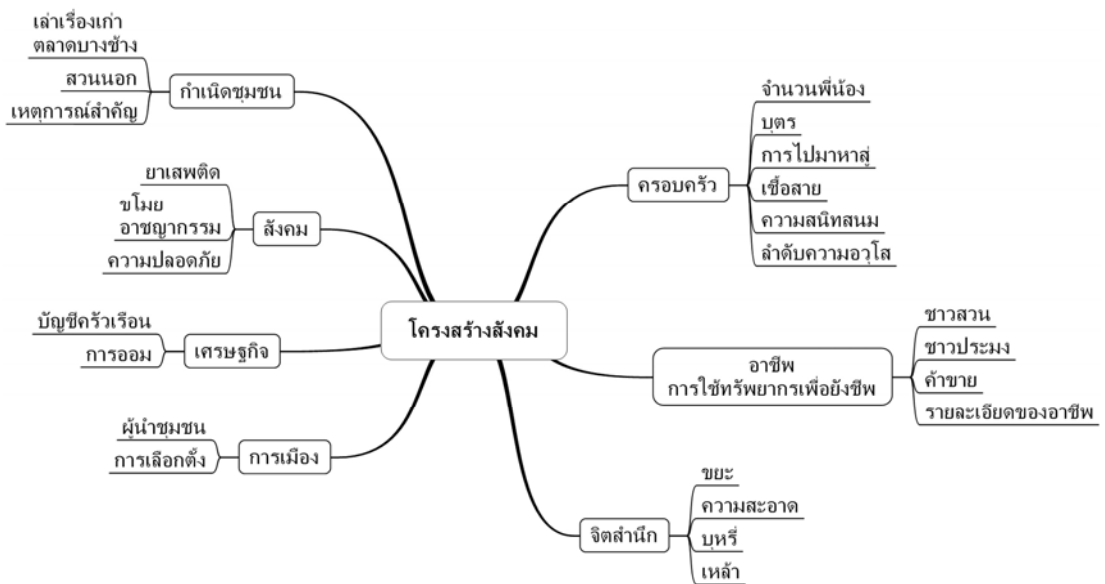 เล่าเรื่องเก่า
ตลาดบางช้าง
สวนนอก
เหตุการณ์สำคัญ
กำเนิดชุมชน
ยาเสพติด
ขโมย
อาชญากรรม
ความปลอดภัย
สังคม
บัญชีครัวเรือน
การออม
เศรษฐกิจ
ผู้นำชุมชน
การเลือกตั้ง
การเมือง
โครงสร้างสังคม
ครอบครัว
จำนวนพี่น้อง
บุตร
การไปมาหาสู่
เชื้อสาย
ความสนิทสนม
ลำดับความอวุโส
อาชีพ
การใช้ทรัพยากรเพื่อยังชีพ
ชาวสวน
ชาวประมง
ค้าขาย
รายละเอียดของอาชีพ
จิตสำนึก
ขยะ
ความสะอาด
บุหรี่
เหล้า